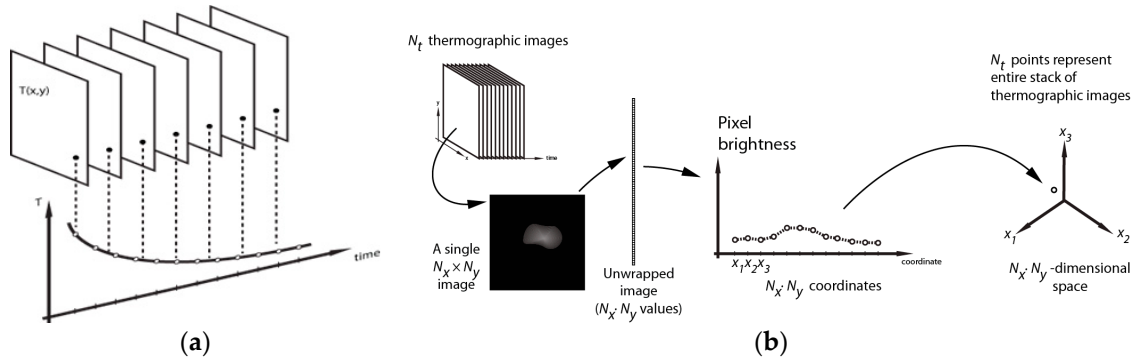 T(x,y)
T
time
(a)
N_t thermographic images
y
x
time
A single
N_x × N_y
image
Unwrapped
image
(N_x· N_y values)
Pixel
brightness
x_1 x_2 x_3
coordinate
N_x· N_y coordinates
N_t points represent
entire stack of
thermographic images
x_3
x_1
x_2
N_x· N_y -dimensional
space
(b)